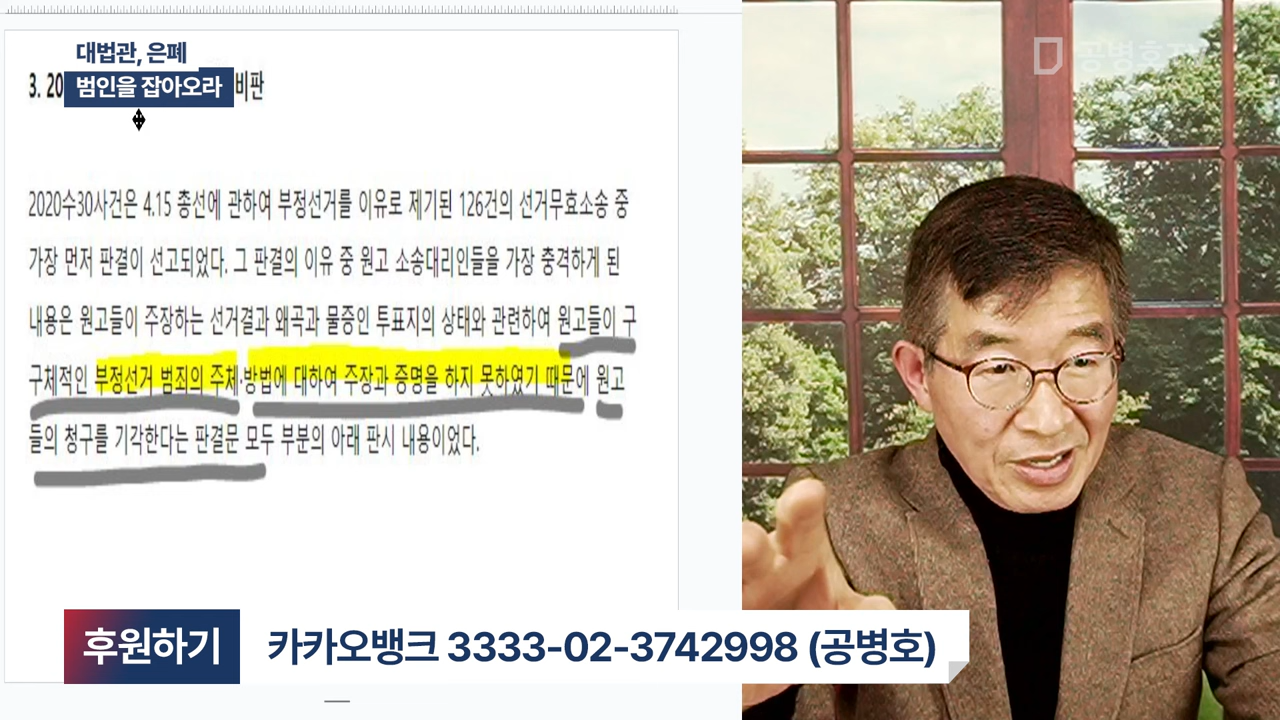 대법관, 은폐
범인을 잡아오라
3. 20
비판
2020수30사건은 4.15 총선에 관하여 부정선거를 이유로 제기된 126건의 선거무효소송 중
가장 먼저 판결이 선고되었다. 그 판결의 이유 중 원고 소송대리인들을 가장 충격하게 된
내용은 원고들이 주장하는 선거결과 왜곡과 물증인 투표지의 상태와 관련하여 원고들이 구
구체적인 부정선거 범죄의 주체·방법에 대하여 주장과 증명을 하지 못하였기 때문에 원고
들의 청구를 기각한다는 판결문 모두 부분의 아래 판시 내용이었다.
공병호
후원하기
카카오뱅크 3333-02-3742998 (공병호)